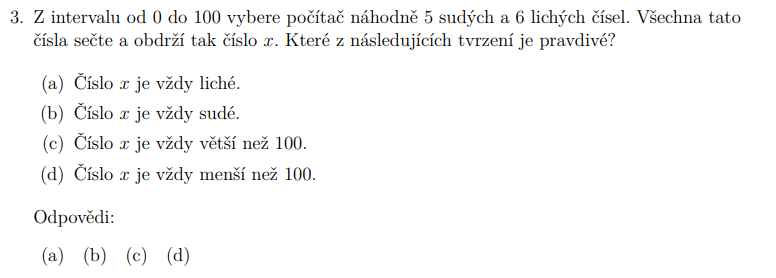 3. Z intervalu od 0 do 100 vybere počítač náhodně 5 sudých a 6 lichých čísel. Všechna tato
čísla sečte a obdrží tak číslo x. Které z následujících tvrzení je pravdivé?
(a) Číslo x je vždy liché.
(b) Číslo x je vždy sudé.
(c) Číslo x je vždy větší než 100.
(d) Číslo x je vždy menší než 100.
Odpovědi:
(a) (b) (c) (d)